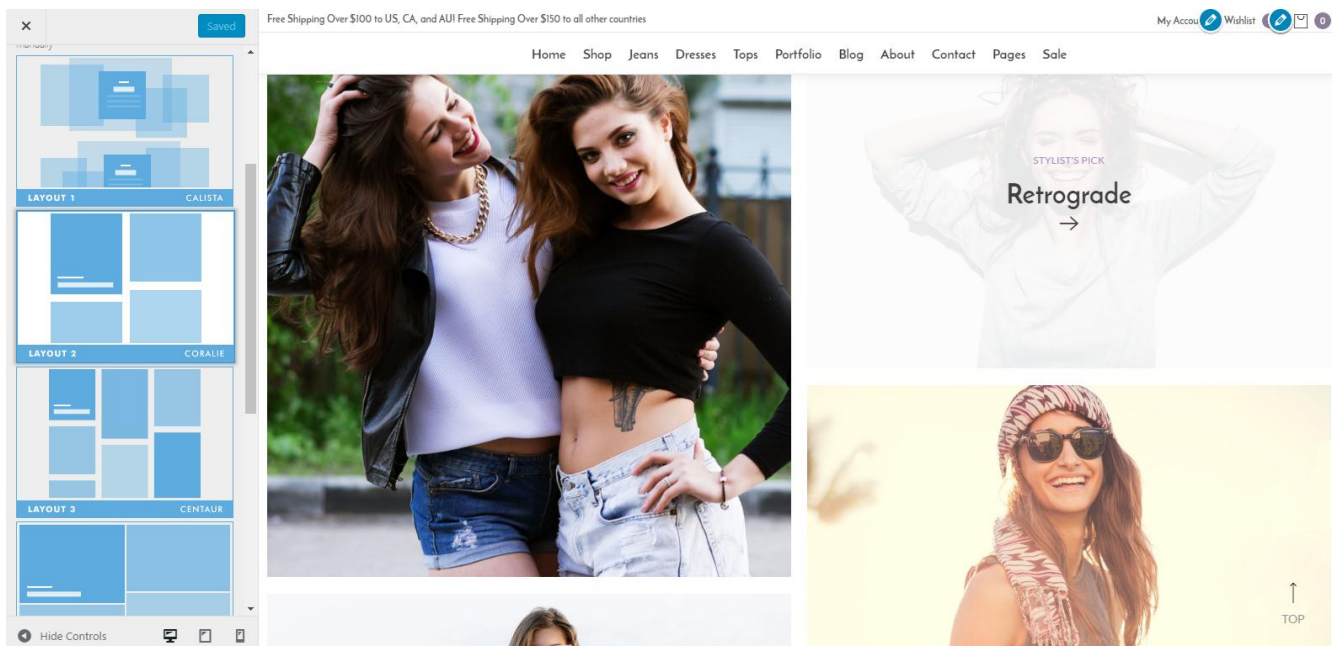 Saved
manually
LAYOUT 1 CALISTA
LAYOUT 2 CORALIE
LAYOUT 3 CENTAUR
Hide Controls
Free Shipping Over $100 to US, CA, and AU! Free Shipping Over $150 to all other countries
My Accou Wishlist 0
Home Shop Jeans Dresses Tops Portfolio Blog About Contact Pages Sale
STYLIST'S PICK
Retrograde
TOP